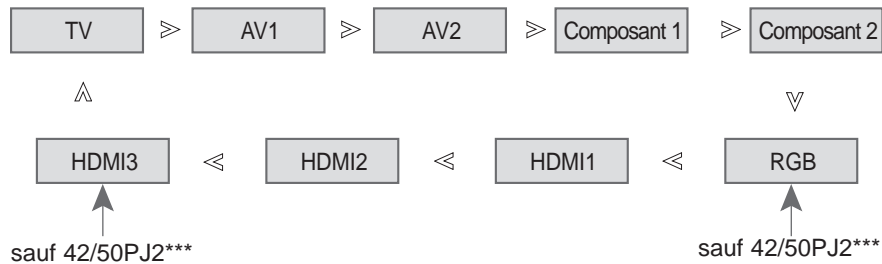 TV AV1 AV2 Composant 1 Composant 2
HDMI3 HDMI2 HDMI1 RGB
sauf 42/50PJ2*** sauf 42/50PJ2***